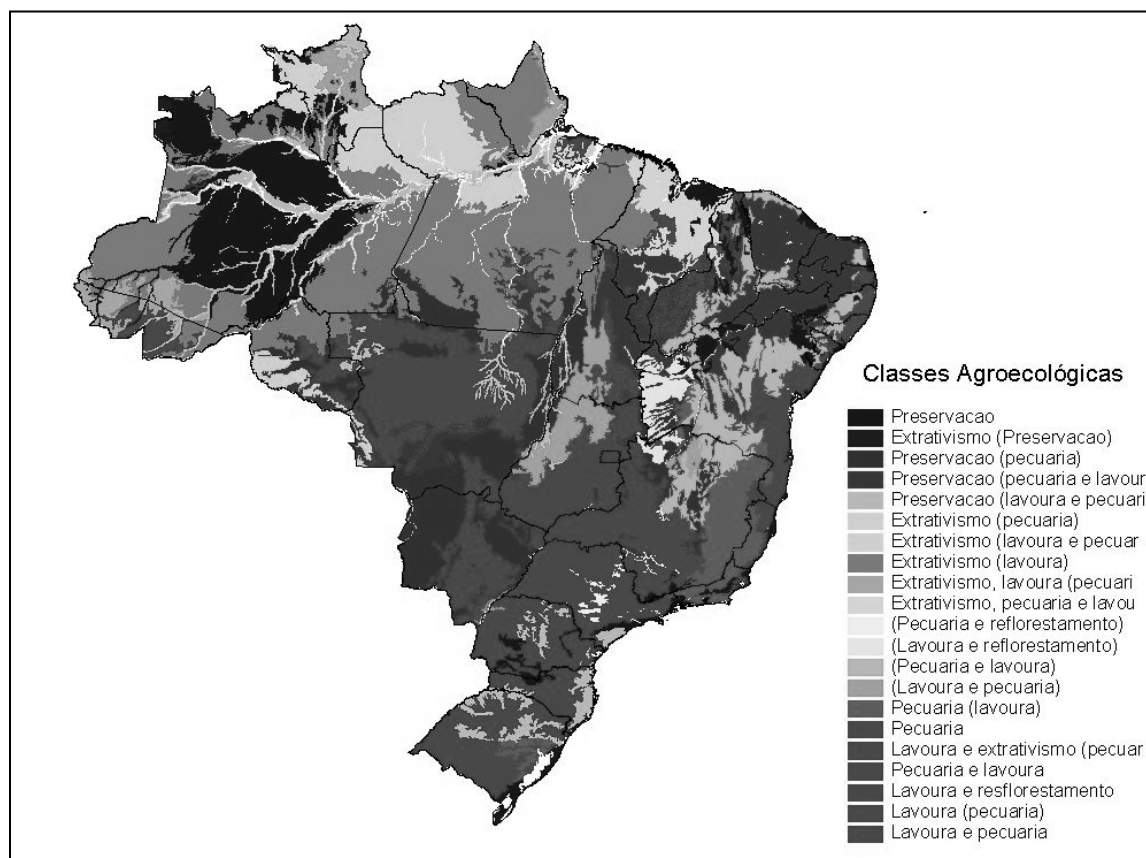 Classes Agroecológicas
Preservacao
Extrativismo (Preservacao)
Preservacao (pecuaria)
Preservacao (pecuaria e lavour
Preservacao (lavoura e pecuari
Extrativismo (pecuaria)
Extrativismo (lavoura e pecuar
Extrativismo (lavoura)
Extrativismo, lavoura (pecuari
Extrativismo, pecuaria e lavou
(Pecuaria e reflorestamento)
(Lavoura e reflorestamento)
(Pecuaria e lavoura)
(Lavoura e pecuaria)
Pecuaria (lavoura)
Pecuaria
Lavoura e extrativismo (pecuar
Pecuaria e lavoura
Lavoura e resflorestamento
Lavoura (pecuaria)
Lavoura e pecuaria